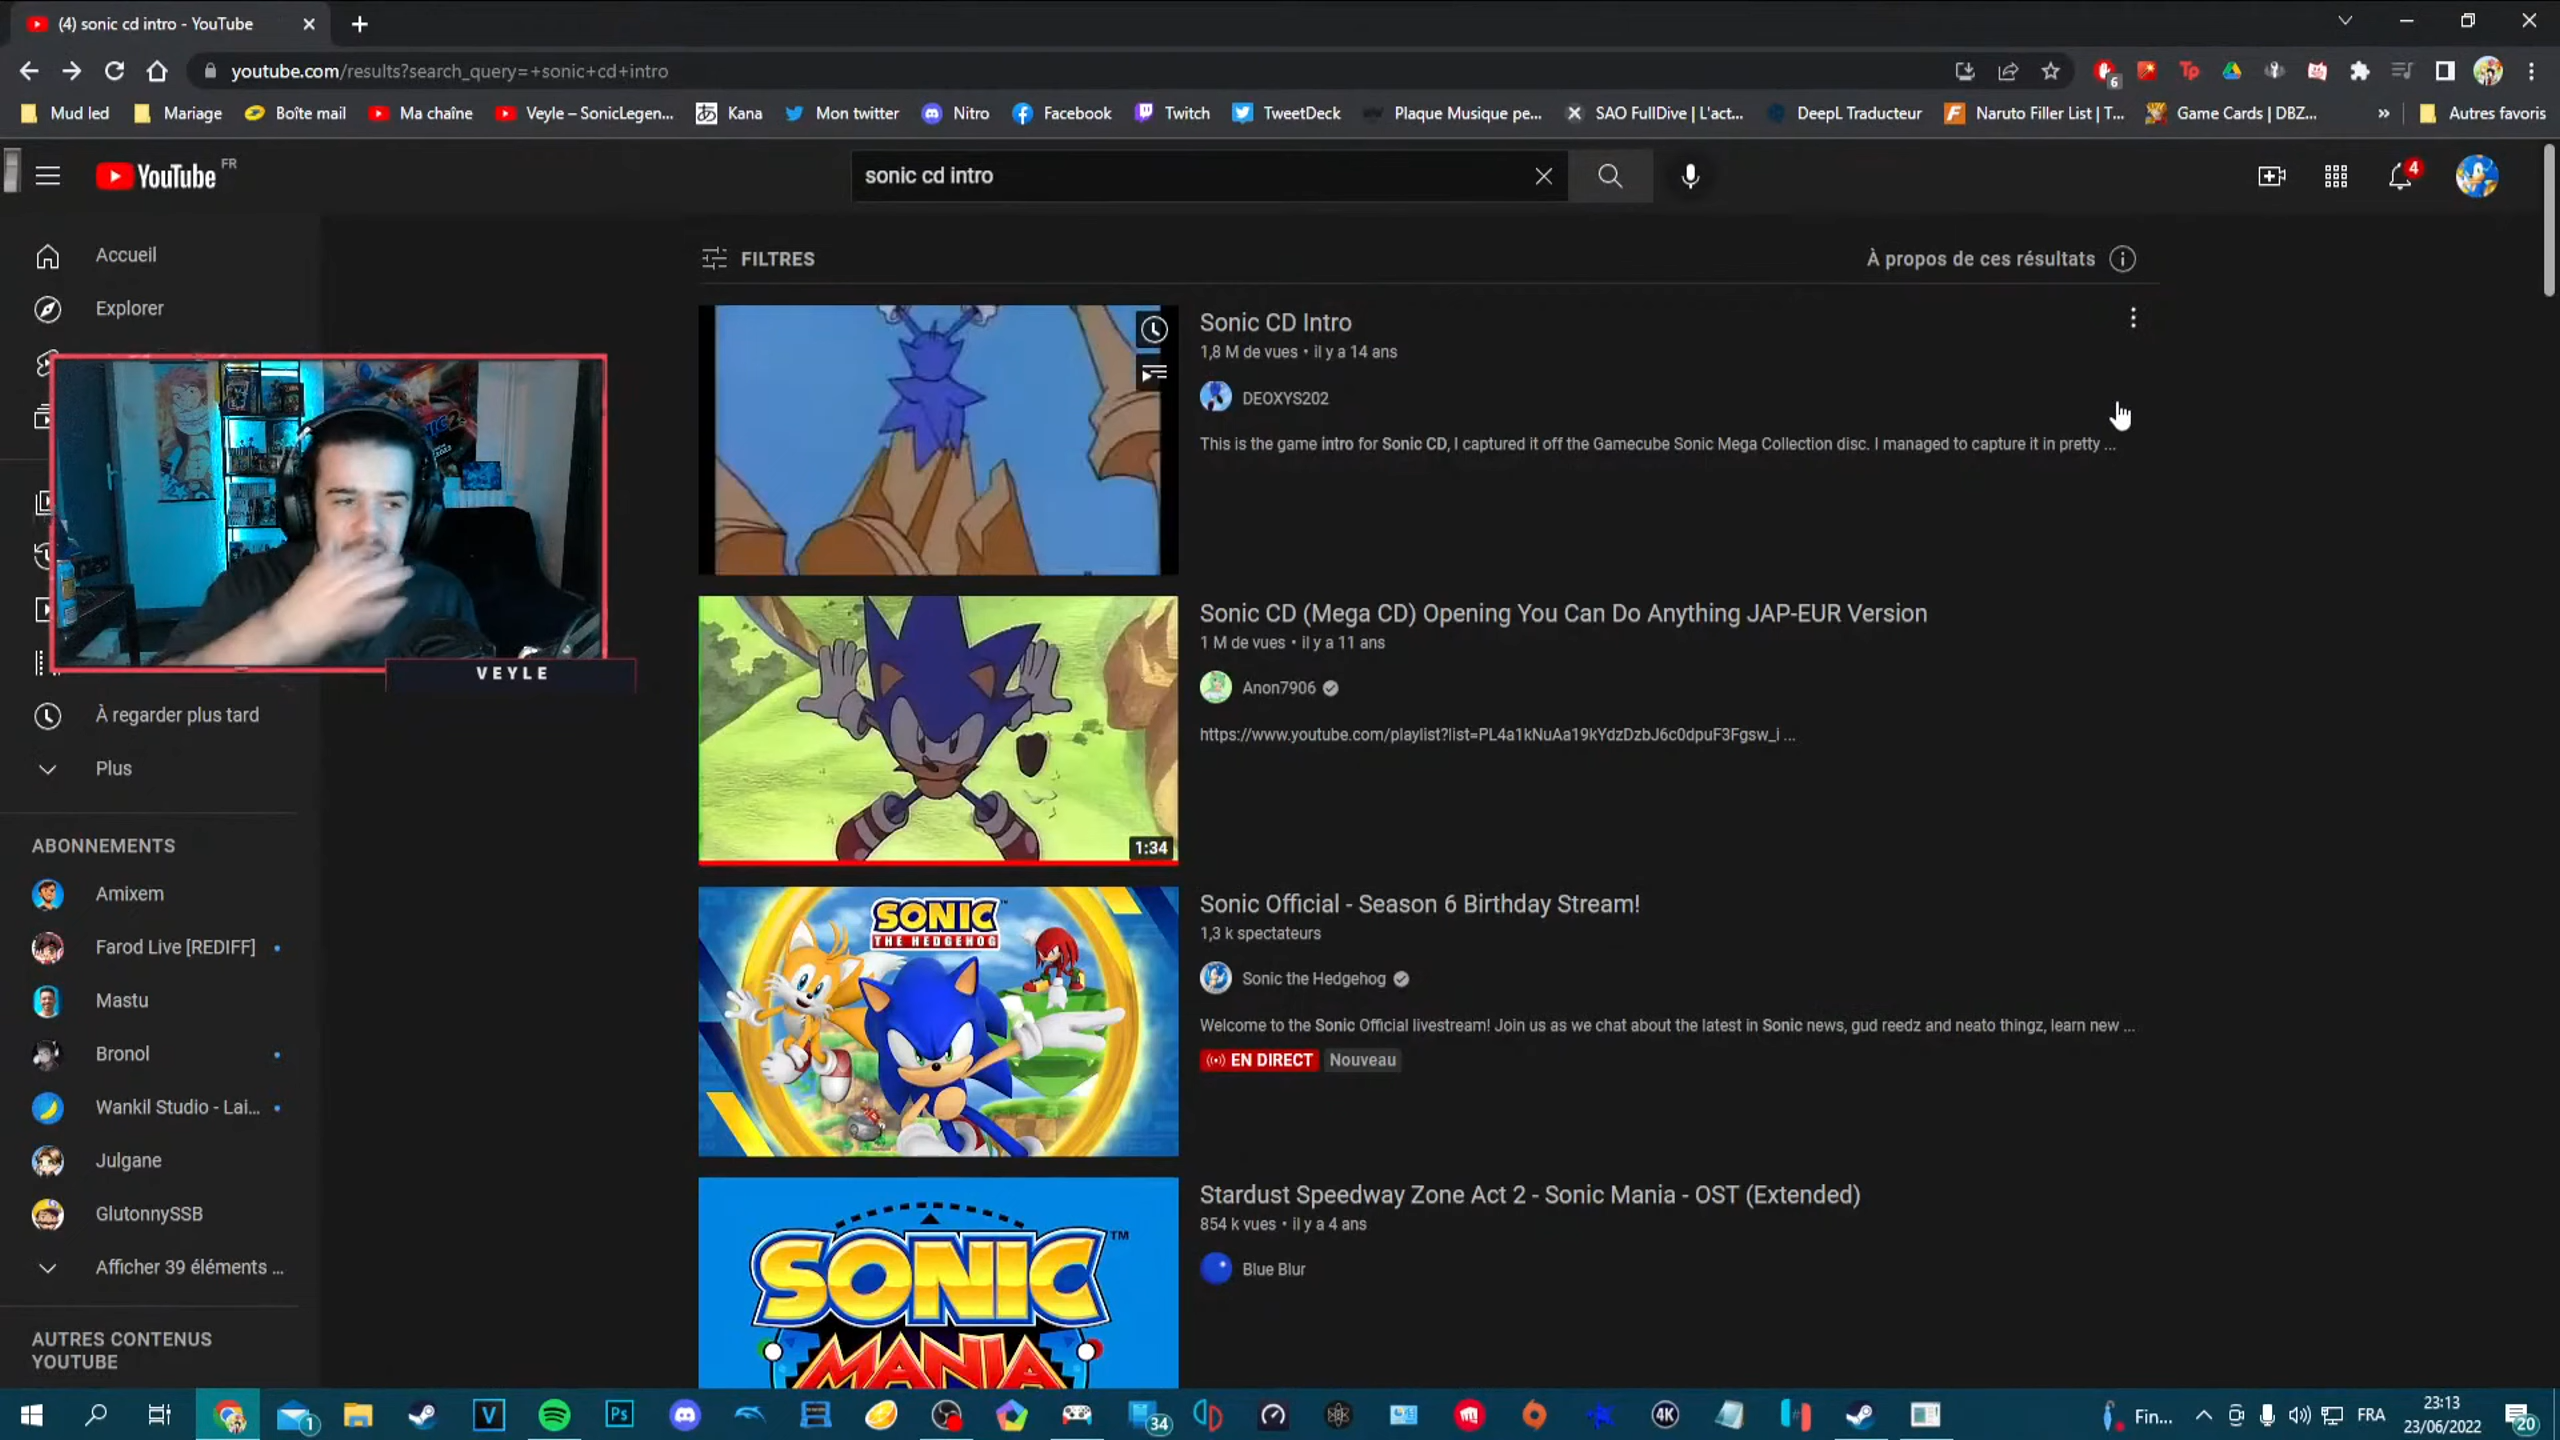 (4) sonic cd intro - YouTube
youtube.com/results?search_query=+sonic+cd+intro
6
Mud led
Mariage
Boîte mail
Ma chaîne
Veyle – SonicLegen...
Kana
Mon twitter
Nitro
Facebook
Twitch
TweetDeck
Plaque Musique pe...
SAO FullDive | L'act...
DeepL Traducteur
Naruto Filler List | T...
Game Cards | DBZ...
»
Autres favoris
YouTube FR
sonic cd intro
4
Accueil
Explorer
VEYLE
À regarder plus tard
Plus
ABONNEMENTS
Amixem
Farod Live [REDIFF]
Mastu
Bronol
Wankil Studio - Lai...
Julgane
GlutonnySSB
Afficher 39 éléments ...
AUTRES CONTENUS
YOUTUBE
FILTRES
À propos de ces résultats
Sonic CD Intro
1,8 M de vues • il y a 14 ans
DEOXYS202
This is the game intro for Sonic CD, I captured it off the Gamecube Sonic Mega Collection disc. I managed to capture it in pretty ...
1:34
Sonic CD (Mega CD) Opening You Can Do Anything JAP-EUR Version
1 M de vues • il y a 11 ans
Anon7906
https://www.youtube.com/playlist?list=PL4a1kNuAa19kYdzDzbJ6c0dpuF3Fgsw_i ...
SONIC
THE HEDGEHOG
Sonic Official - Season 6 Birthday Stream!
1,3 k spectateurs
Sonic the Hedgehog
Welcome to the Sonic Official livestream! Join us as we chat about the latest in Sonic news, gud reedz and neato thingz, learn new ...
EN DIRECT
Nouveau
SONIC™
MANIA
Stardust Speedway Zone Act 2 - Sonic Mania - OST (Extended)
854 k vues • il y a 4 ans
Blue Blur
1
V
Ps
34
4K
Fin...
FRA
23:13
23/06/2022
20